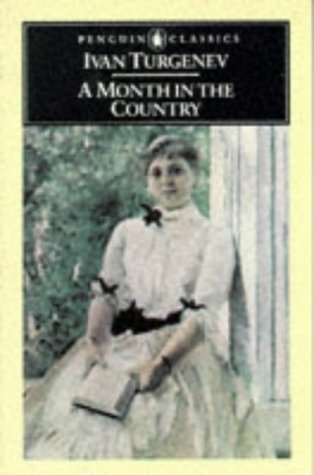 PENGUIN CLASSICS
IVAN TURGENEV
A MONTH IN THE
COUNTRY